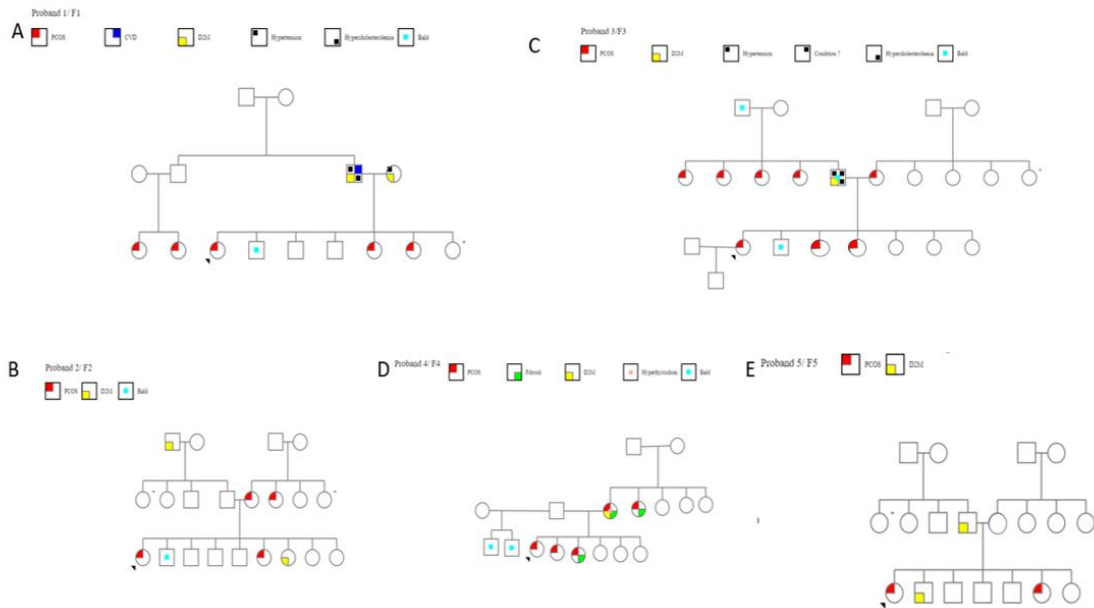 A
Proband 1/ F1
PCOS CVD D2M Hypertension Hypercholesterolemia Bald
C
Proband 3/F3
PCOS D2M Hypertension Condition 7 Hypercholesterolemia Bald
B
Proband 2/ F2
PCOS D2M Bald
D
Proband 4/ F4
PCOS Fibroid D2M Bald
E
Proband 5/ F5
PCOS D2M